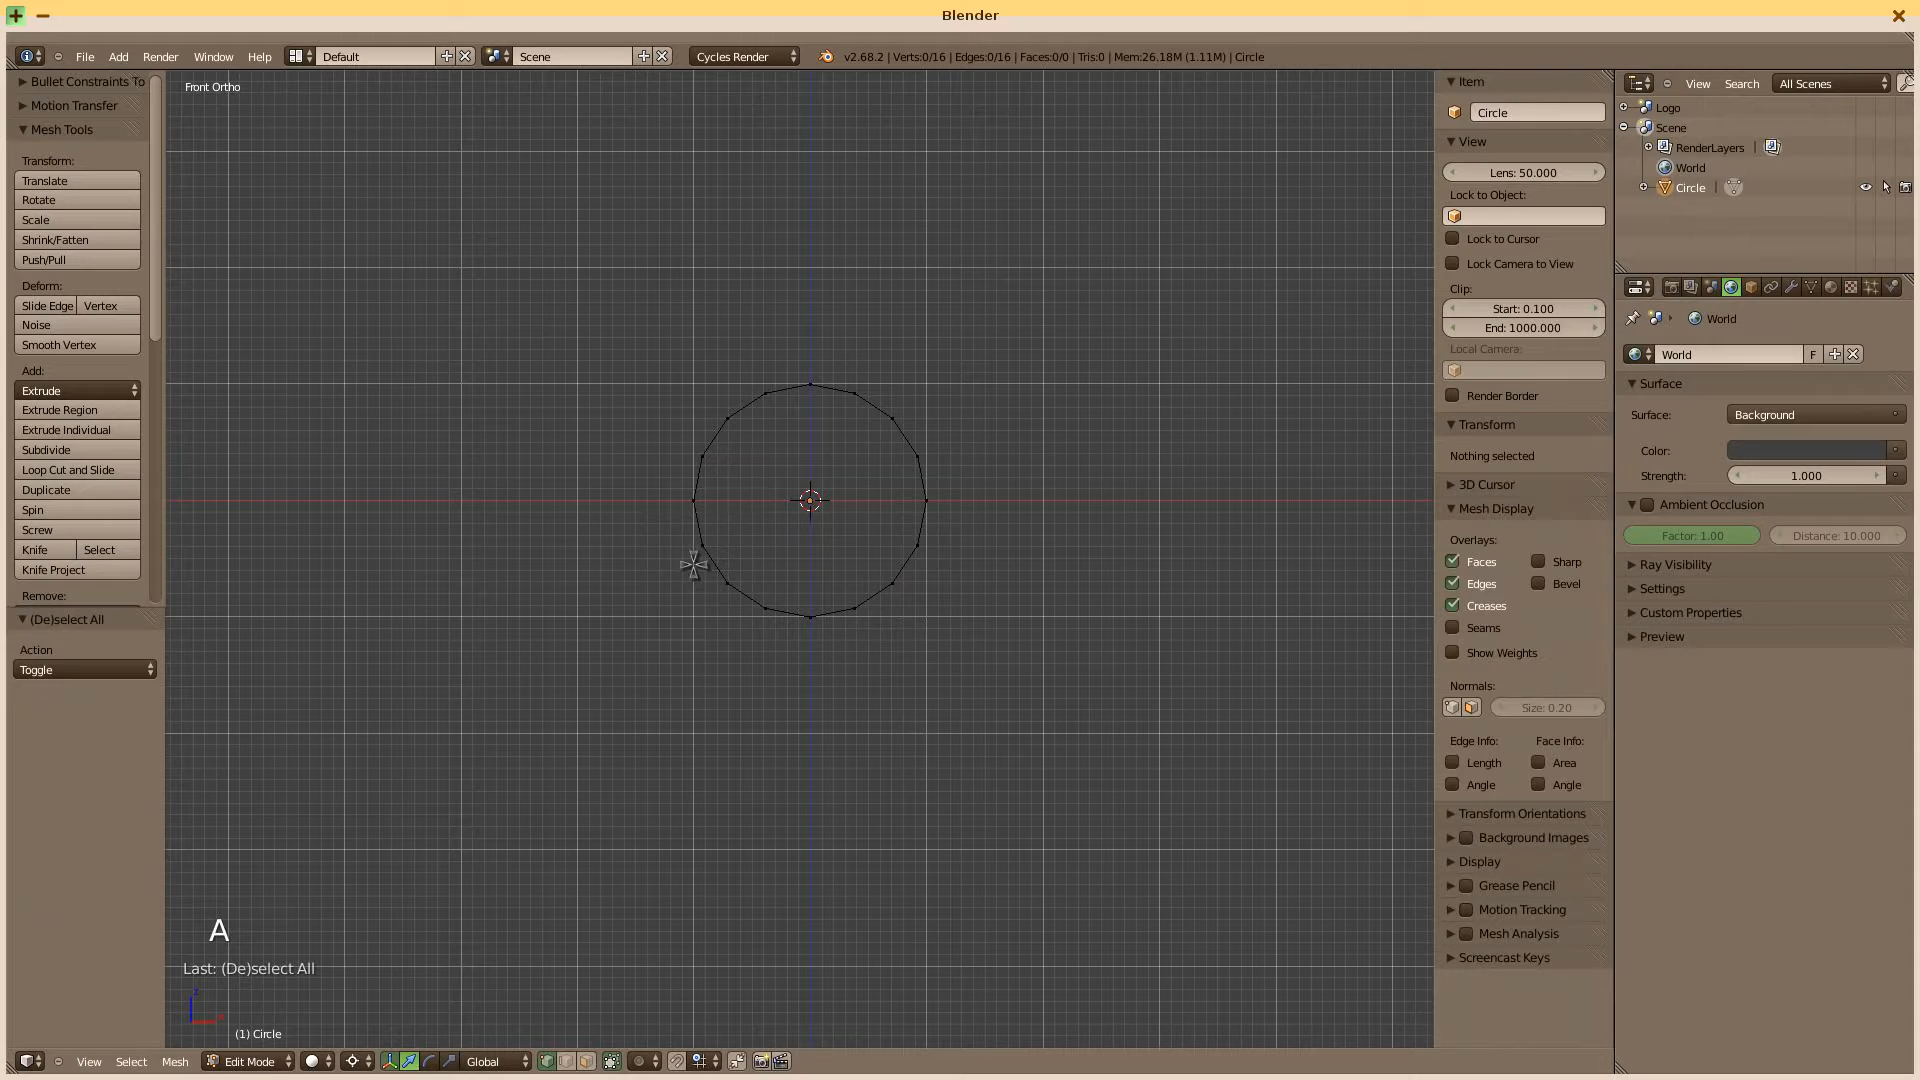 Blender
File Add Render Window Help Default Scene Cycles Render v2.68.2 | Verts:0/16 | Edges:0/16 | Faces:0/0 | Tris:0 | Mem:26.18M (1.11M) | Circle
Bullet Constraints To
Motion Transfer
Mesh Tools
Transform:
Translate
Rotate
Scale
Shrink/Fatten
Push/Pull
Deform:
Slide Edge Vertex
Noise
Smooth Vertex
Add:
Extrude
Extrude Region
Extrude Individual
Subdivide
Loop Cut and Slide
Duplicate
Spin
Screw
Knife Select
Knife Project
Remove:
(De)select All
Action
Toggle
Front Ortho
A
Last: (De)select All
z
x
(1) Circle
View Select Mesh Edit Mode Global
Item
Circle
View
Lens: 50.000
Lock to Object:
Lock to Cursor
Lock Camera to View
Clip:
Start: 0.100
End: 1000.000
Local Camera:
Render Border
Transform
Nothing selected
3D Cursor
Mesh Display
Overlays:
Faces Sharp
Edges Bevel
Creases
Seams
Show Weights
Normals:
Size: 0.20
Edge Info: Face Info:
Length Area
Angle Angle
Transform Orientations
Background Images
Display
Grease Pencil
Motion Tracking
Mesh Analysis
Screencast Keys
View Search All Scenes
Logo
Scene
RenderLayers |
World
Circle |
World
World F
Surface
Surface: Background
Color:
Strength: 1.000
Ambient Occlusion
Factor: 1.00 Distance: 10.000
Ray Visibility
Settings
Custom Properties
Preview